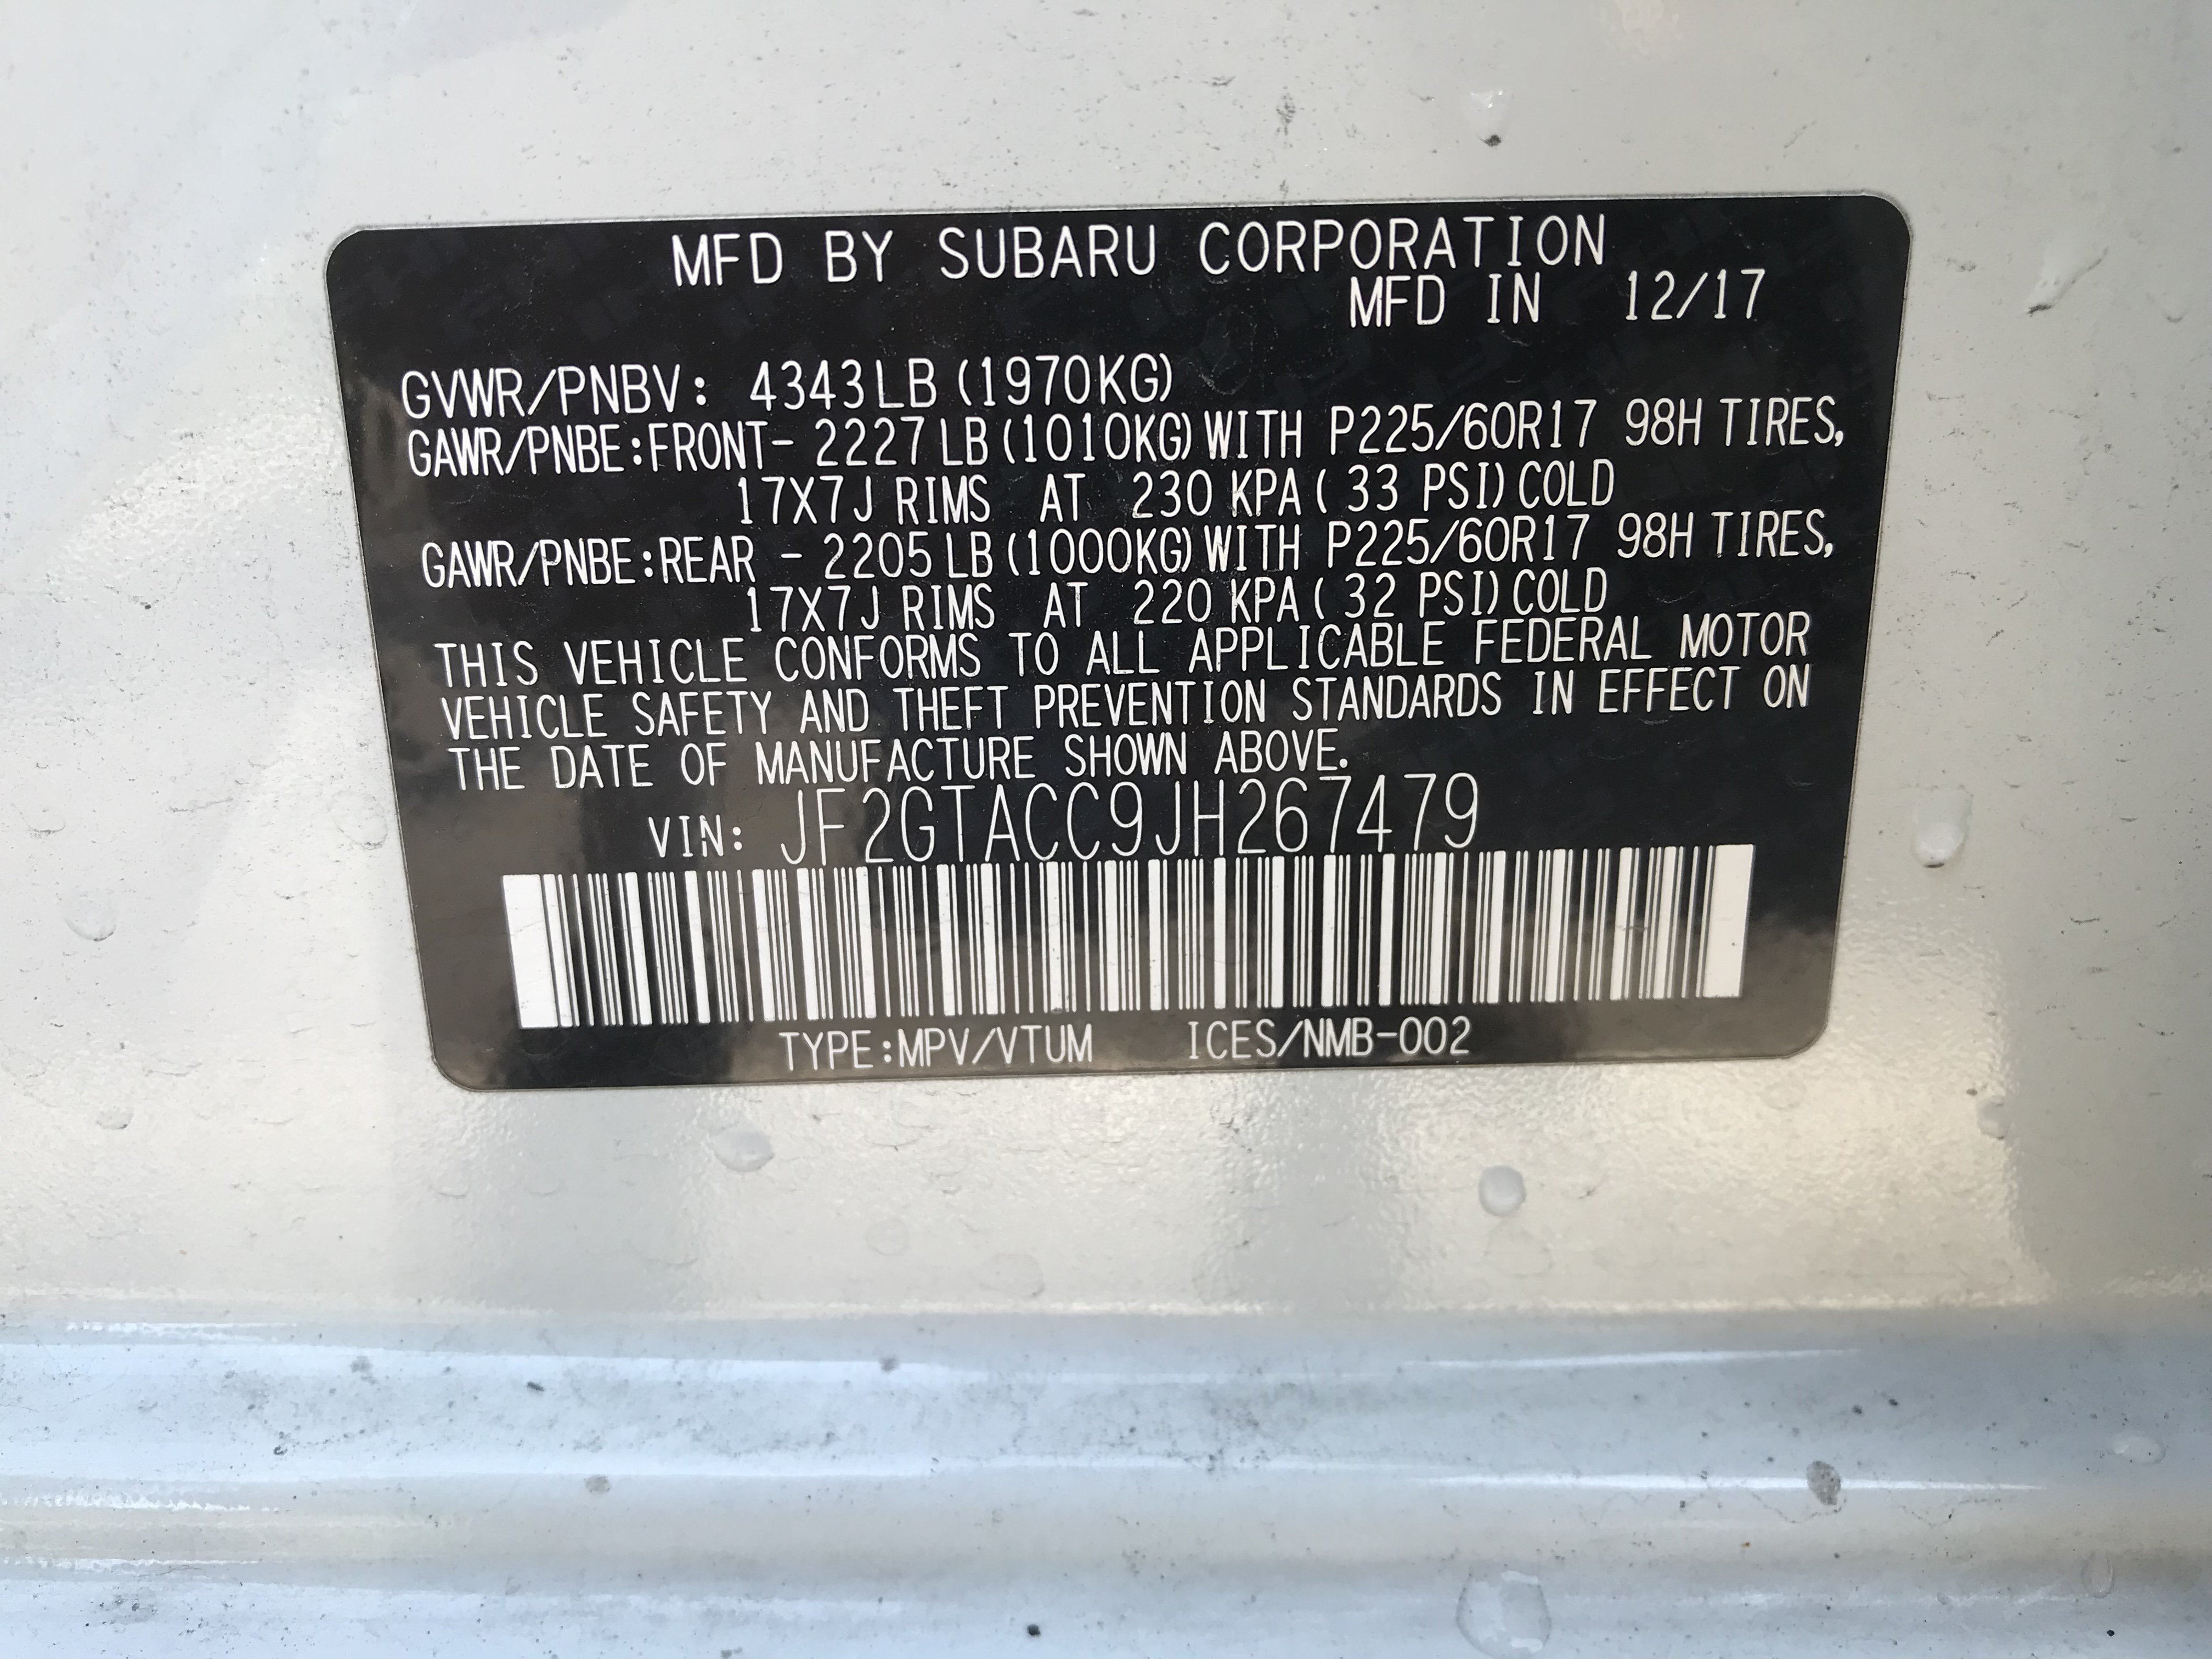 MFD BY SUBARU CORPORATION
MFD IN 12/17
GVWR/PNBV: 4343LB (1970KG)
GAWR/PNBE:FRONT- 2227 LB (1010KG) WITH P225/60R17 98H TIRES,
17X7J RIMS AT 230 KPA ( 33 PSI) COLD
GAWR/PNBE:REAR - 2205 LB (1000KG) WITH P225/60R17 98H TIRES,
17X7J RIMS AT 220 KPA ( 32 PSI) COLD
THIS VEHICLE CONFORMS TO ALL APPLICABLE FEDERAL MOTOR
VEHICLE SAFETY AND THEFT PREVENTION STANDARDS IN EFFECT ON
THE DATE OF MANUFACTURE SHOWN ABOVE.
VIN: JF2GTACC9JH267479
TYPE:MPV/VTUM ICES/NMB-002